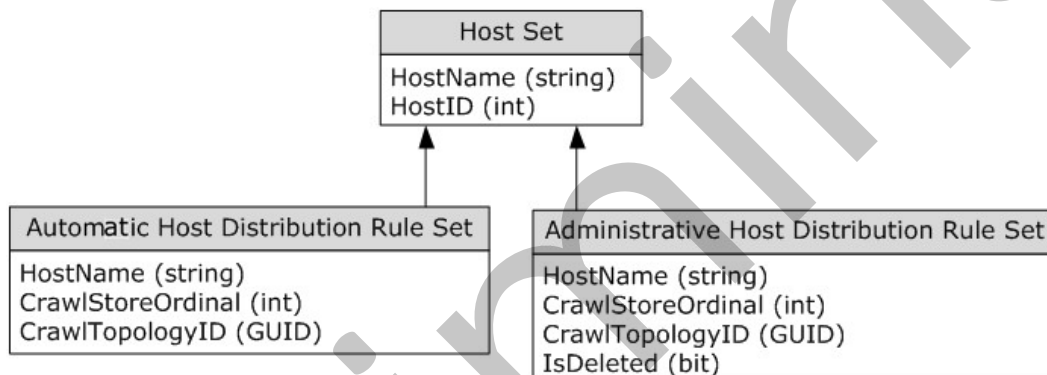 Host Set
HostName (string)
HostID (int)
Automatic Host Distribution Rule Set
HostName (string)
CrawlStoreOrdinal (int)
CrawlTopologyID (GUID)
Administrative Host Distribution Rule Set
HostName (string)
CrawlStoreOrdinal (int)
CrawlTopologyID (GUID)
IsDeleted (bit)